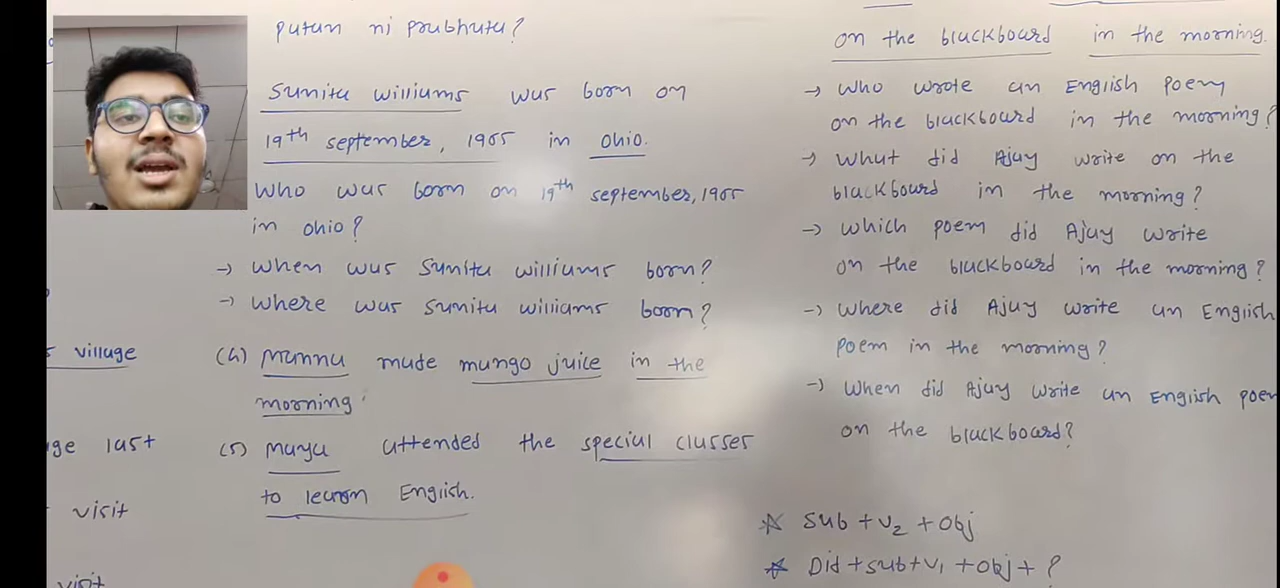 putan ni prabhuta?
Sunita williams was born on
19th september, 1965 in Ohio.
Who was born on 19th september, 1965
in ohio?
→ When was Sunita williams born?
→ Where was Sunita williams born?
(4) Mannu made mango juice in the
morning
(5) Maya attended the special classes
to learn English.
village
last
visit
visit
on the blackboard in the morning.
→ Who wrote an English Poem
on the blackboard in the morning?
→ What did Ajay write on the
blackboard in the morning?
→ Which poem did Ajay write
on the blackboard in the morning?
→ Where did Ajay write an English
Poem in the morning?
→ When did Ajay write an English poem
on the blackboard?
☆ Sub + V₂ + Obj
☆ Did + sub + V₁ + obj + ?